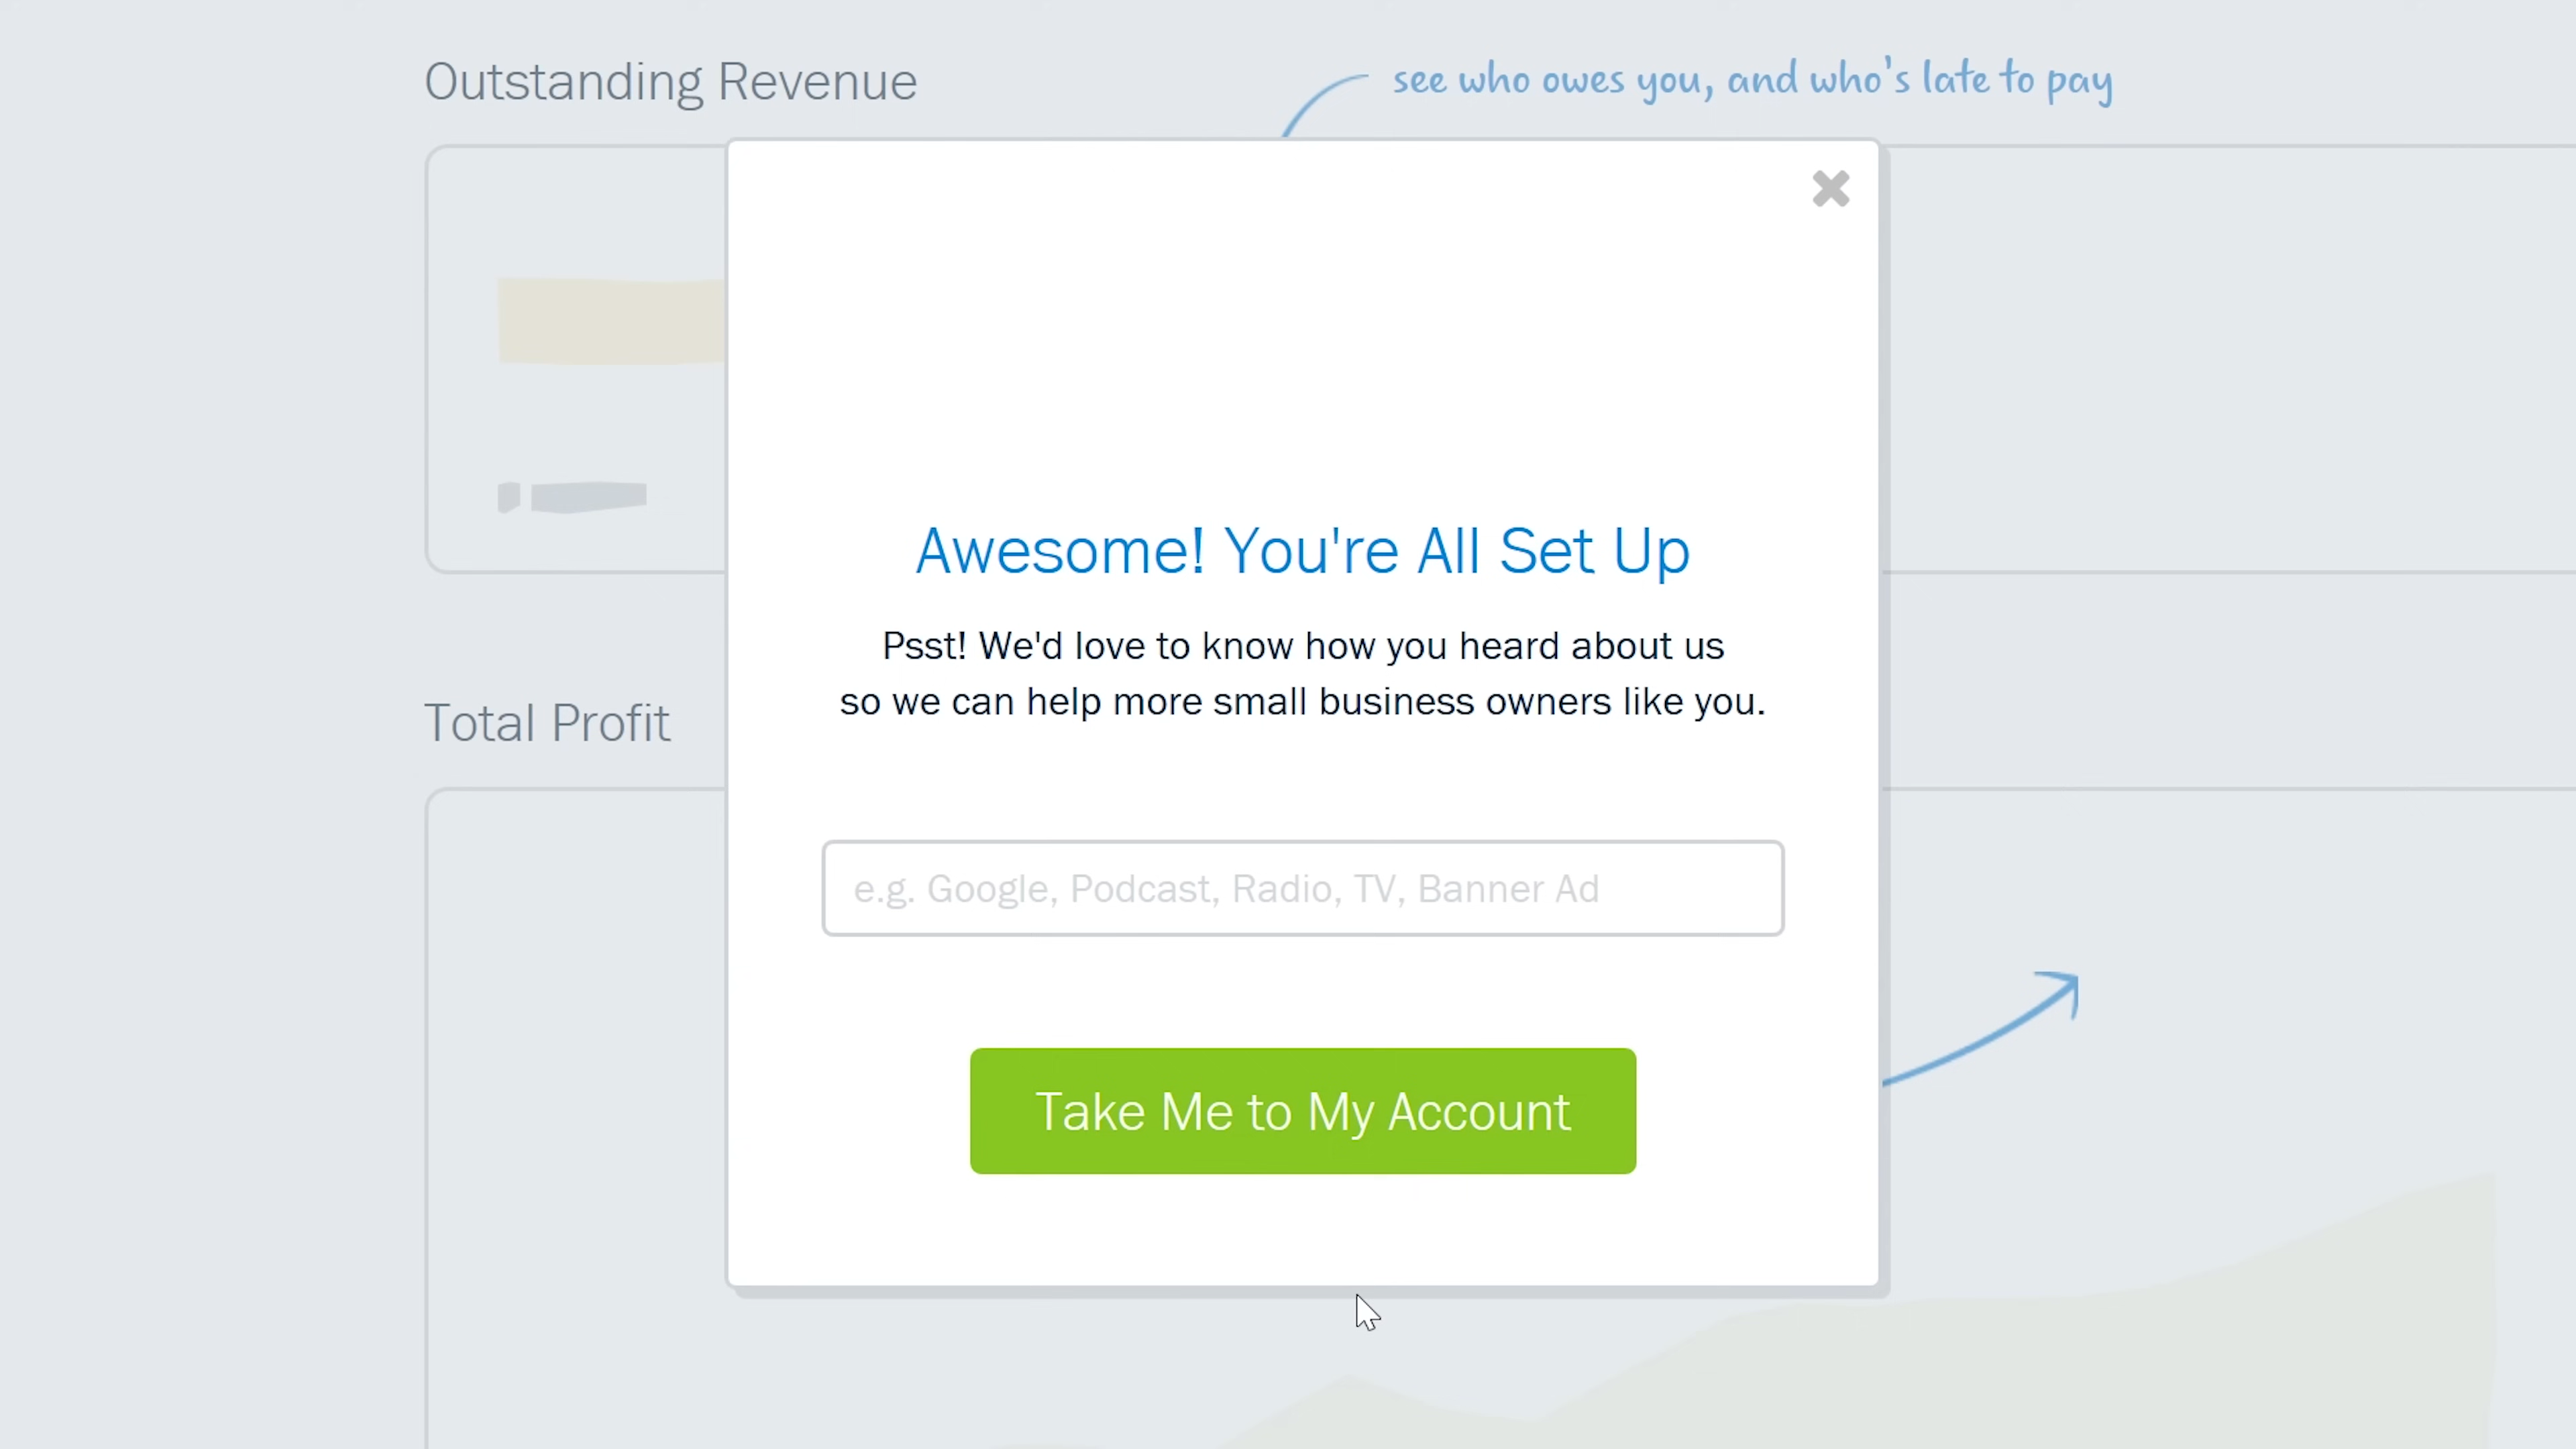 Outstanding Revenue
see who owes you, and who's late to pay
Awesome! You're All Set Up
Psst! We'd love to know how you heard about us
so we can help more small business owners like you.
Total Profit
e.g. Google, Podcast, Radio, TV, Banner Ad
Take Me to My Account